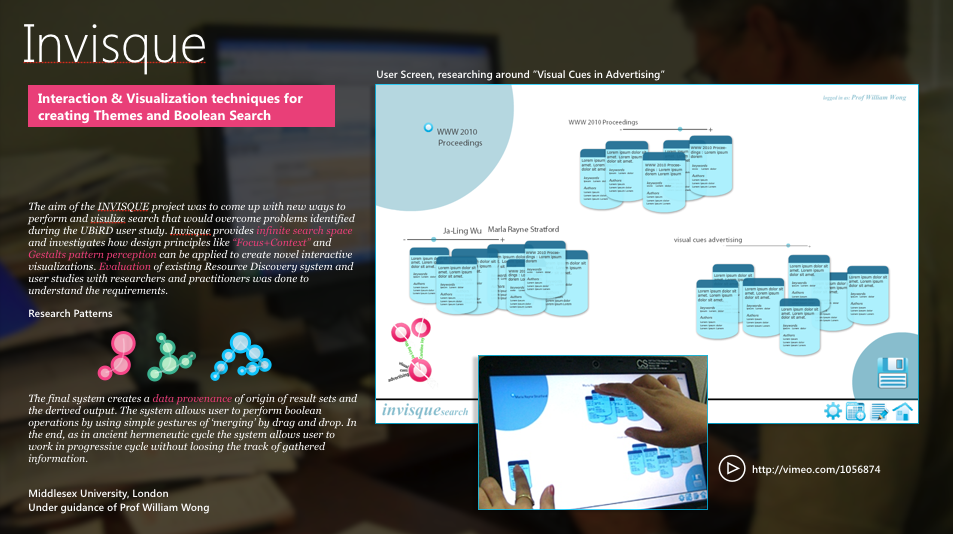 Invisque
Interaction & Visualization techniques for
creating Themes and Boolean Search
The aim of the INVISQUE project was to come up with new ways to
perform and visulize search that would overcome problems identified
during the UBiRD user study. Invisque provides infinite search space
and investigates how design principles like “Focus+Context” and
Gestalts pattern perception can be applied to create novel interactive
visualizations. Evaluation of existing Resource Discovery system and
user studies with researchers and practitioners was done to
understand the requirements.
Research Patterns
The final system creates a data provenance of origin of result sets and
the derived output. The system allows user to perform boolean
operations by using simple gestures of ‘merging’ by drag and drop. In
the end, as in ancient hermeneutic cycle the system allows user to
work in progressive cycle without loosing the track of gathered
information.
Middlesex University, London
Under guidance of Prof William Wong
User Screen, researching around “Visual Cues in Advertising”
logged in as: Prof William Wong
WWW 2010
Proceedings
WWW 2010 Proceedings
- +
Ja-Ling Wu
Marla Rayne Stratford
- +
visual cues advertising
invisquesearch
http://vimeo.com/1056874